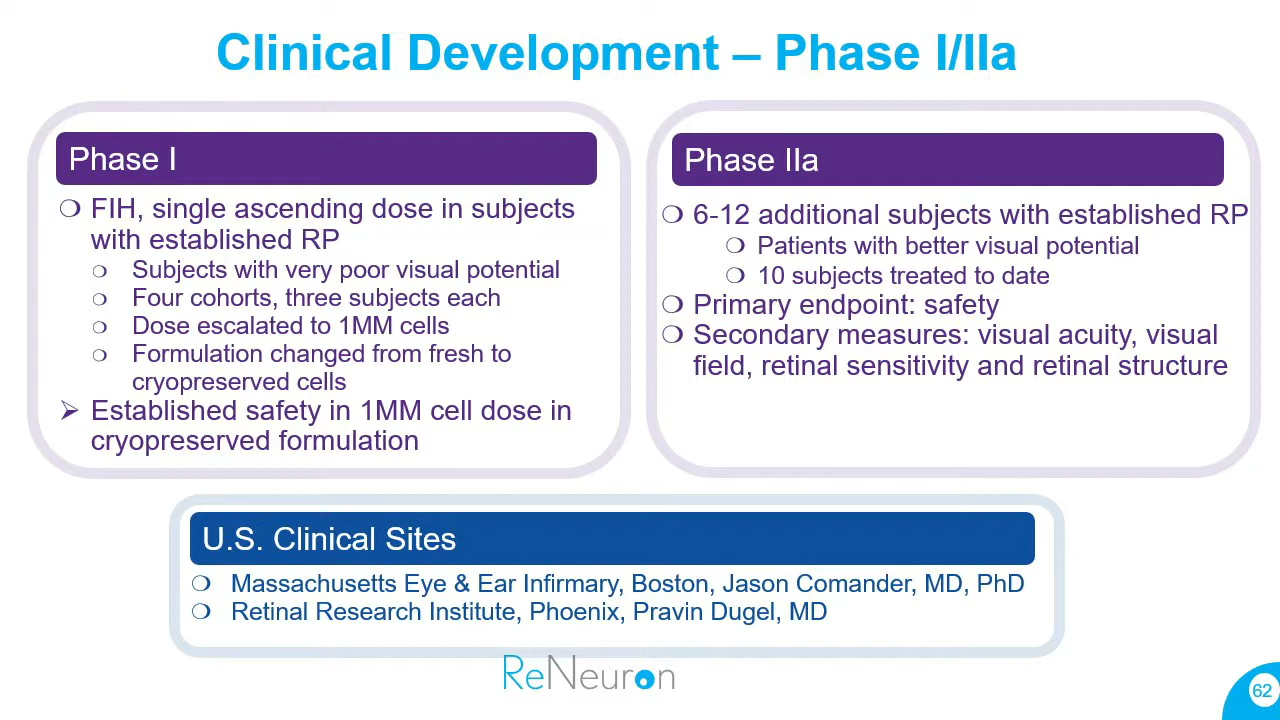 Clinical Development – Phase I/IIa
Phase I
❍ FIH, single ascending dose in subjects
with established RP
❍ Subjects with very poor visual potential
❍ Four cohorts, three subjects each
❍ Dose escalated to 1MM cells
❍ Formulation changed from fresh to
cryopreserved cells
➢ Established safety in 1MM cell dose in
cryopreserved formulation
Phase IIa
❍ 6-12 additional subjects with established RP
❍ Patients with better visual potential
❍ 10 subjects treated to date
❍ Primary endpoint: safety
❍ Secondary measures: visual acuity, visual
field, retinal sensitivity and retinal structure
U.S. Clinical Sites
❍ Massachusetts Eye & Ear Infirmary, Boston, Jason Comander, MD, PhD
❍ Retinal Research Institute, Phoenix, Pravin Dugel, MD
ReNeuron
62